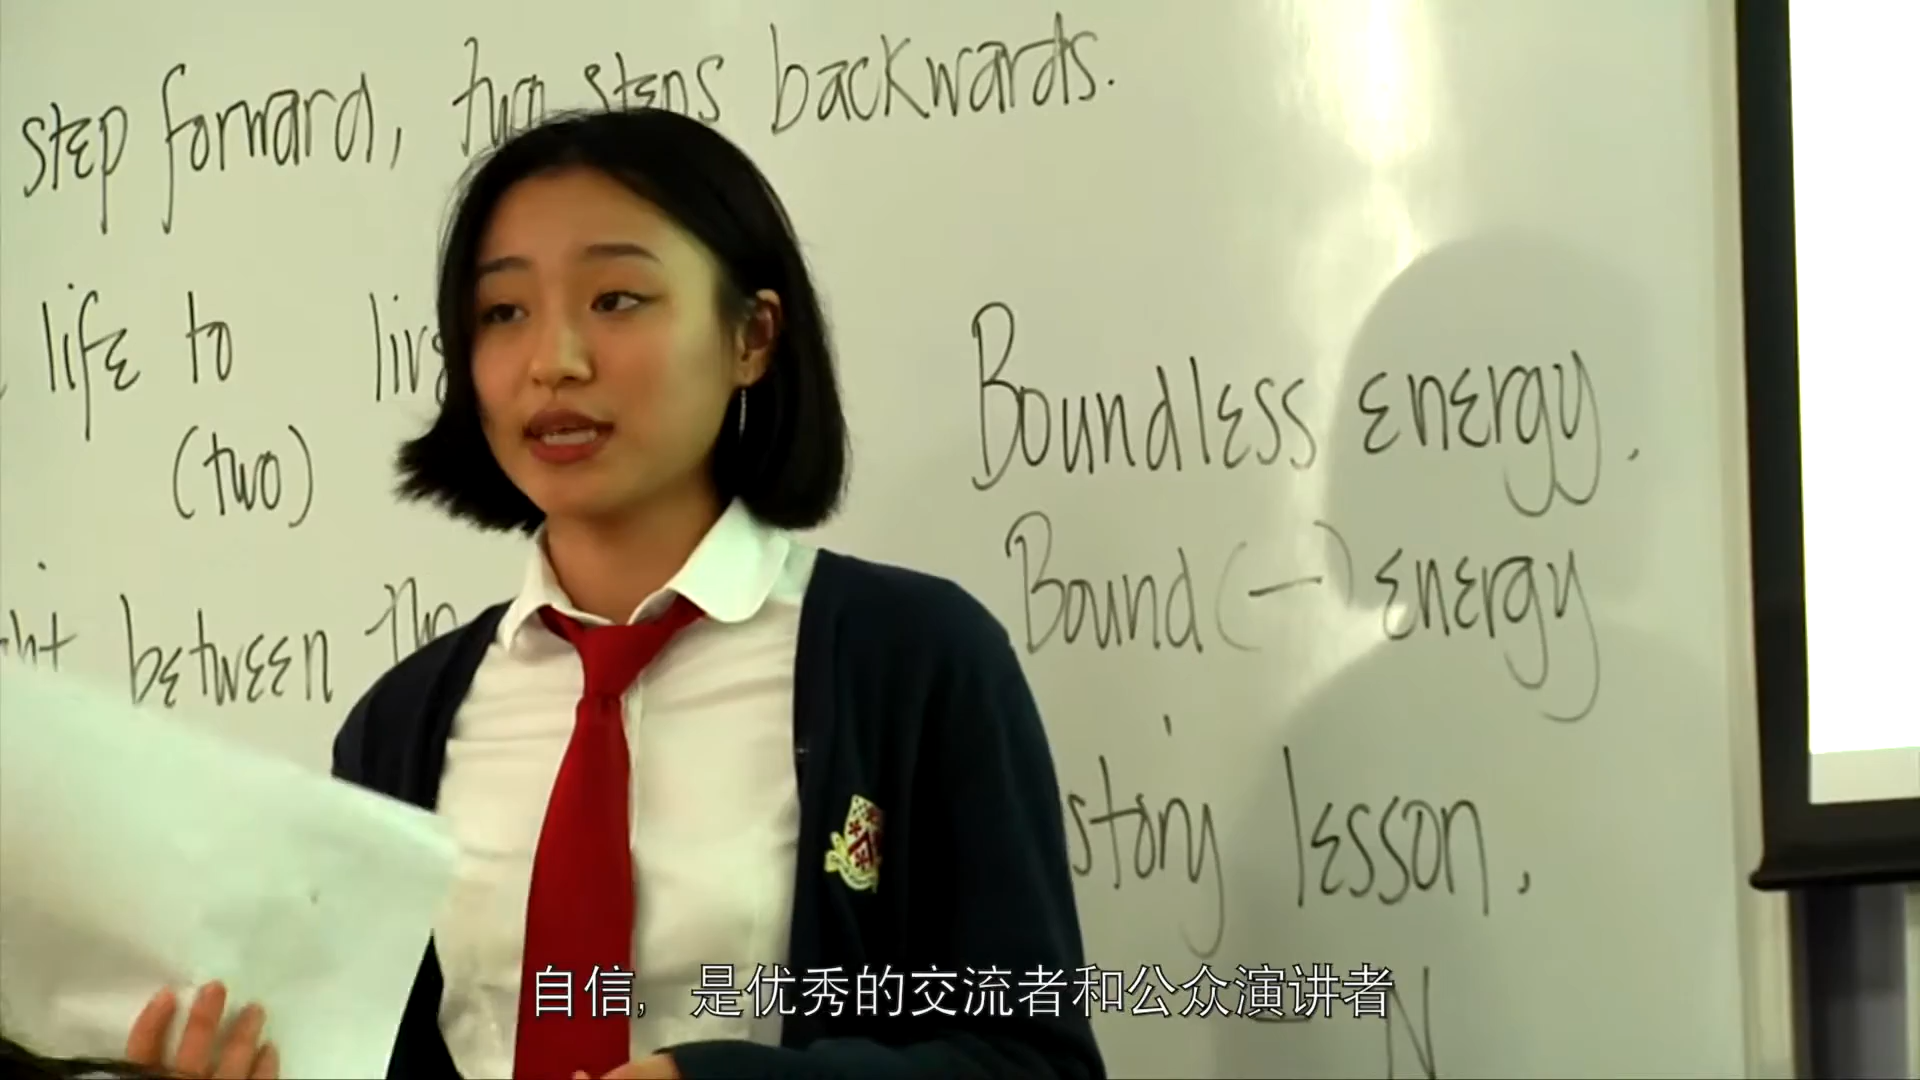 step forward, two steps backwards.
life to
(two)
between
Boundless energy.
Bound (—) energy
lesson.
N
自信，是优秀的交流者和公众演讲者